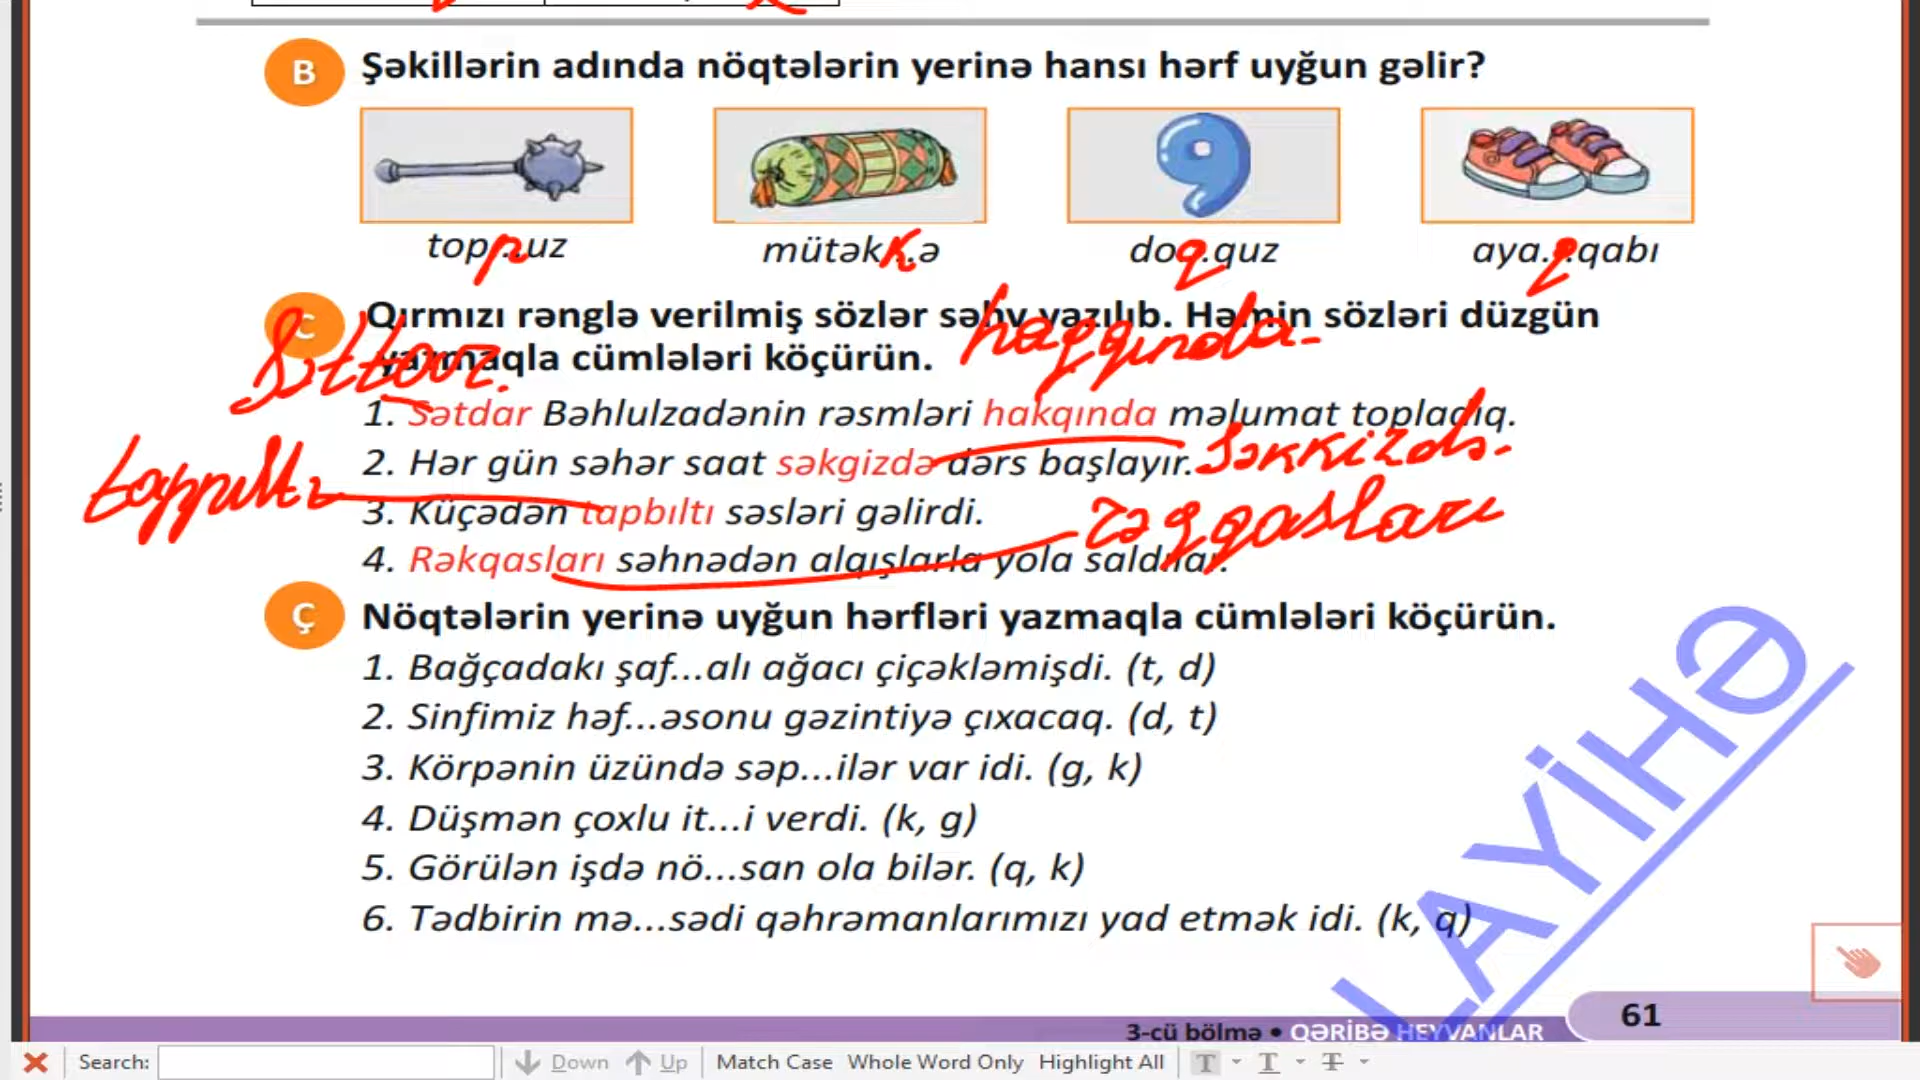 B Şəkillərin adında nöqtələrin yerinə hansı hərf uyğun gəlir?
9
top...uz mütək...ə doq...quz aya...qabı
p k q q
C Qırmızı rənglə verilmiş sözlər səhv yazılıb. Həmin sözləri düzgün
yazmaqla cümlələri köçürün.
haqqında
1. Sətdar Bəhlulzadənin rəsmləri hakqında məlumat topladıq.
2. Hər gün səhər saat səkgizdə dərs başlayır. səkkizdə
tappıltı
3. Küçədən tapbıltı səsləri gəlirdi.
rəqqasları
4. Rəkqasları səhnədən alqışlarla yola saldılar.
Ç Nöqtələrin yerinə uyğun hərfləri yazmaqla cümlələri köçürün.
1. Bağçadakı şaf...alı ağacı çiçəkləmişdi. (t, d)
2. Sinfimiz həf...əsonu gəzintiyə çıxacaq. (d, t)
3. Körpənin üzündə səp...ilər var idi. (g, k)
4. Düşmən çoxlu it...i verdi. (k, g)
5. Görülən işdə nö...san ola bilər. (q, k)
6. Tədbirin mə...sədi qəhrəmanlarımızı yad etmək idi. (k, q)
LAYİHƏ
3-cü bölmə • QƏRİBƏ HEYVANLAR 61
Search: Down Up Match Case Whole Word Only Highlight All T T T